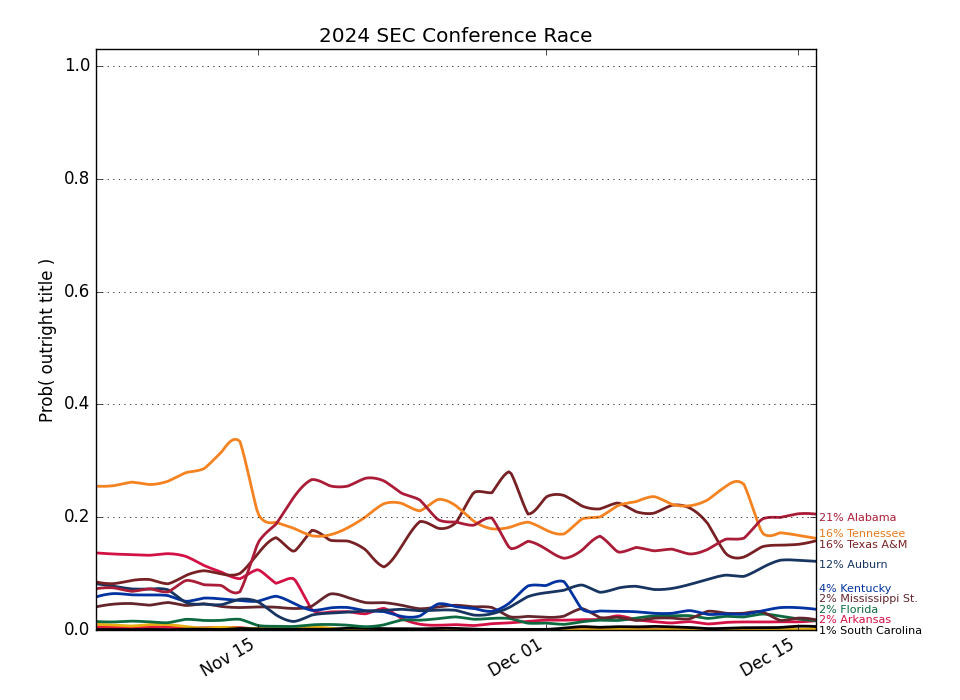 2024 SEC Conference Race
Prob( outright title )
1.0
0.8
0.6
0.4
0.2
0.0
21% Alabama
16% Tennessee
16% Texas A&M
12% Auburn
4% Kentucky
2% Mississippi St.
2% Florida
2% Arkansas
1% South Carolina
Nov 15
Dec 01
Dec 15